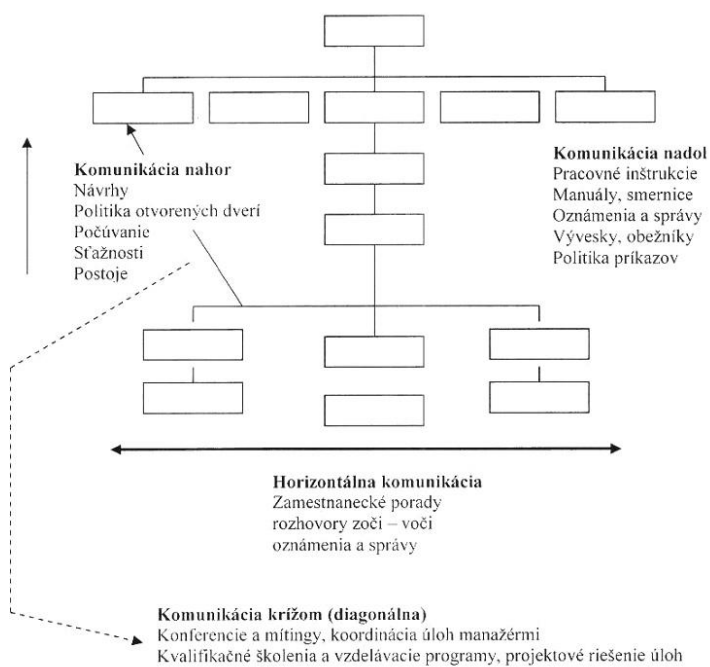 Komunikácia nahor
Návrhy
Politika otvorených dverí
Počúvanie
Sťažnosti
Postoje
Komunikácia nadol
Pracovné inštrukcie
Manuály, smernice
Oznámenia a správy
Vývesky, obežníky
Politika príkazov
Horizontálna komunikácia
Zamestnanecké porady
rozhovory zoči – voči
oznámenia a správy
Komunikácia krížom (diagonálna)
Konferencie a mítingy, koordinácia úloh manažérmi
Kvalifikačné školenia a vzdelávacie programy, projektové riešenie úloh